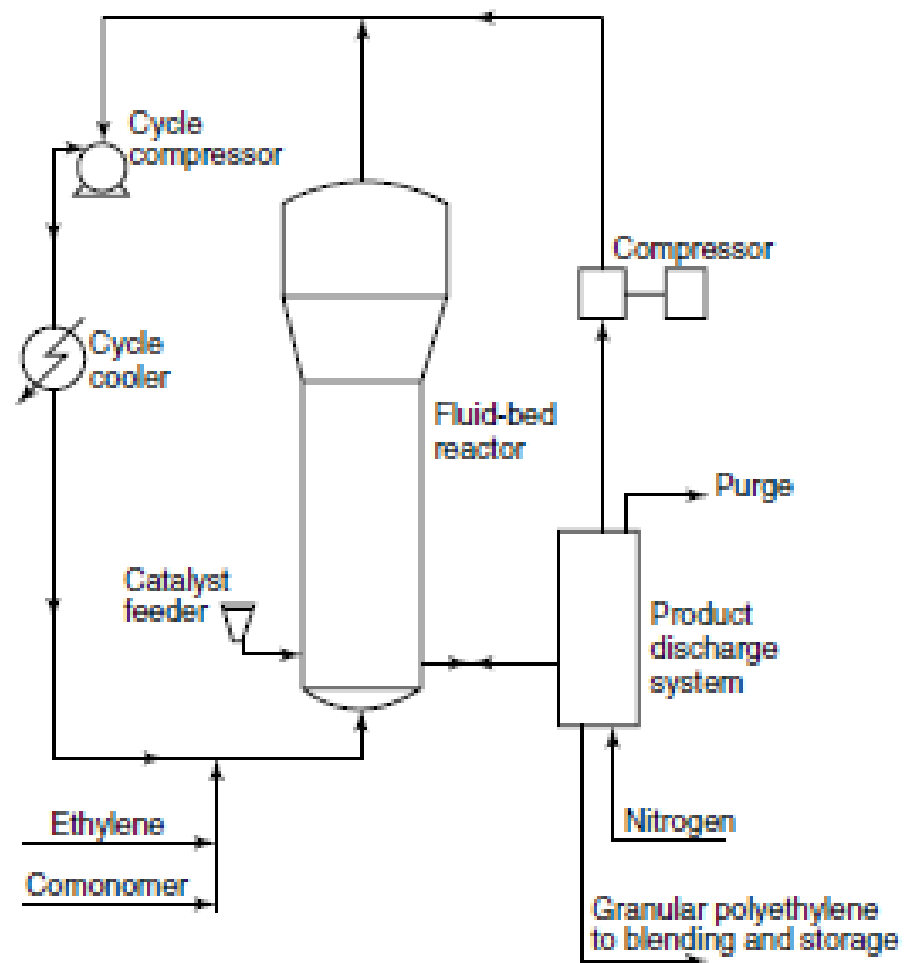 Cycle
compressor
Compressor
Cycle
cooler
Fluid-bed
reactor
Purge
Catalyst
feeder
Product
discharge
system
Ethylene
Nitrogen
Comonomer
Granular polyethylene
to blending and storage